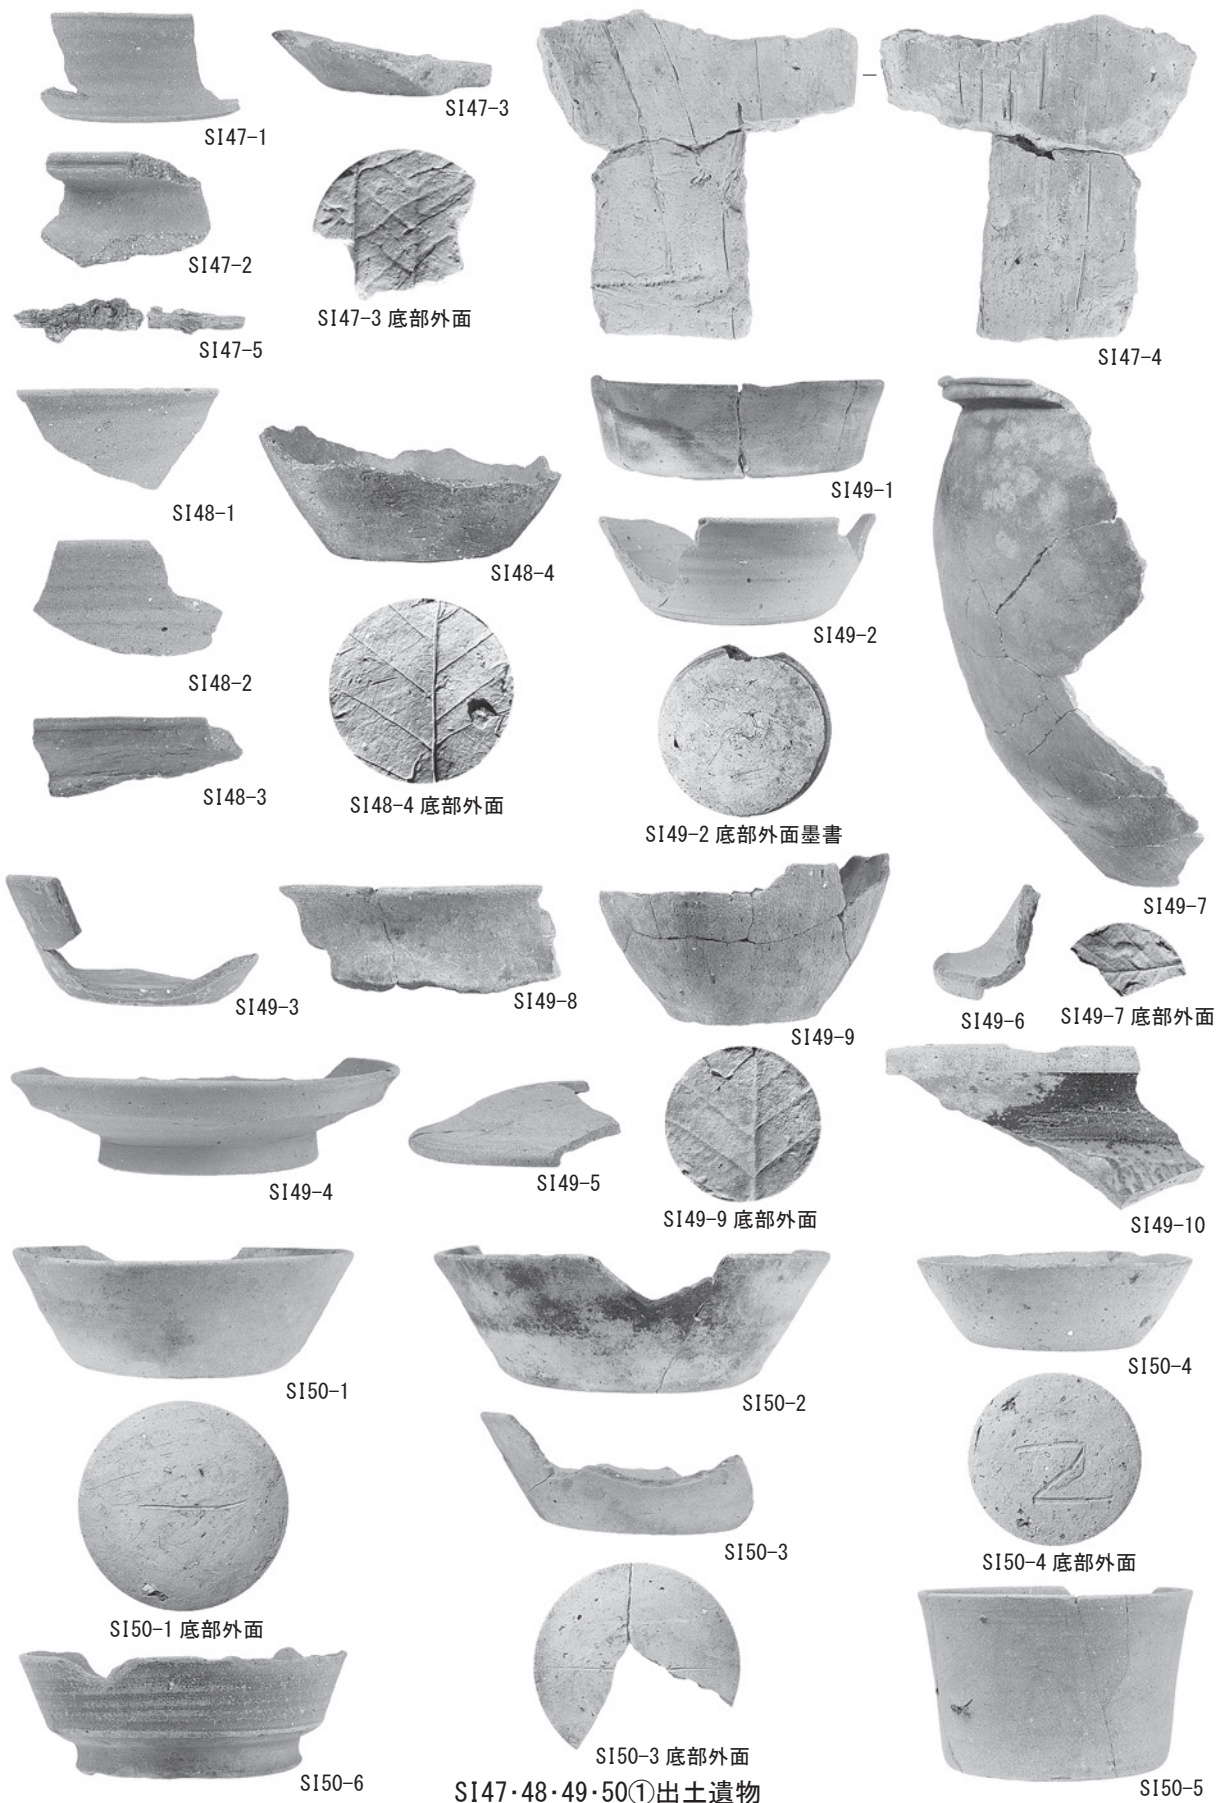 SI47-1
SI47-3
SI47-2
SI47-3 底部外面
SI47-5
SI47-4
SI48-1
SI48-4
SI49-1
SI48-2
SI49-2
SI48-3
SI48-4 底部外面
SI49-2 底部外面墨書
SI49-7
SI49-3
SI49-8
SI49-9
SI49-6
SI49-7 底部外面
SI49-4
SI49-5
SI49-9 底部外面
SI49-10
SI50-1
SI50-2
SI50-4
SI50-3
SI50-4 底部外面
SI50-1 底部外面
SI50-3 底部外面
SI50-6
SI50-5
SI47・48・49・50①出土遺物